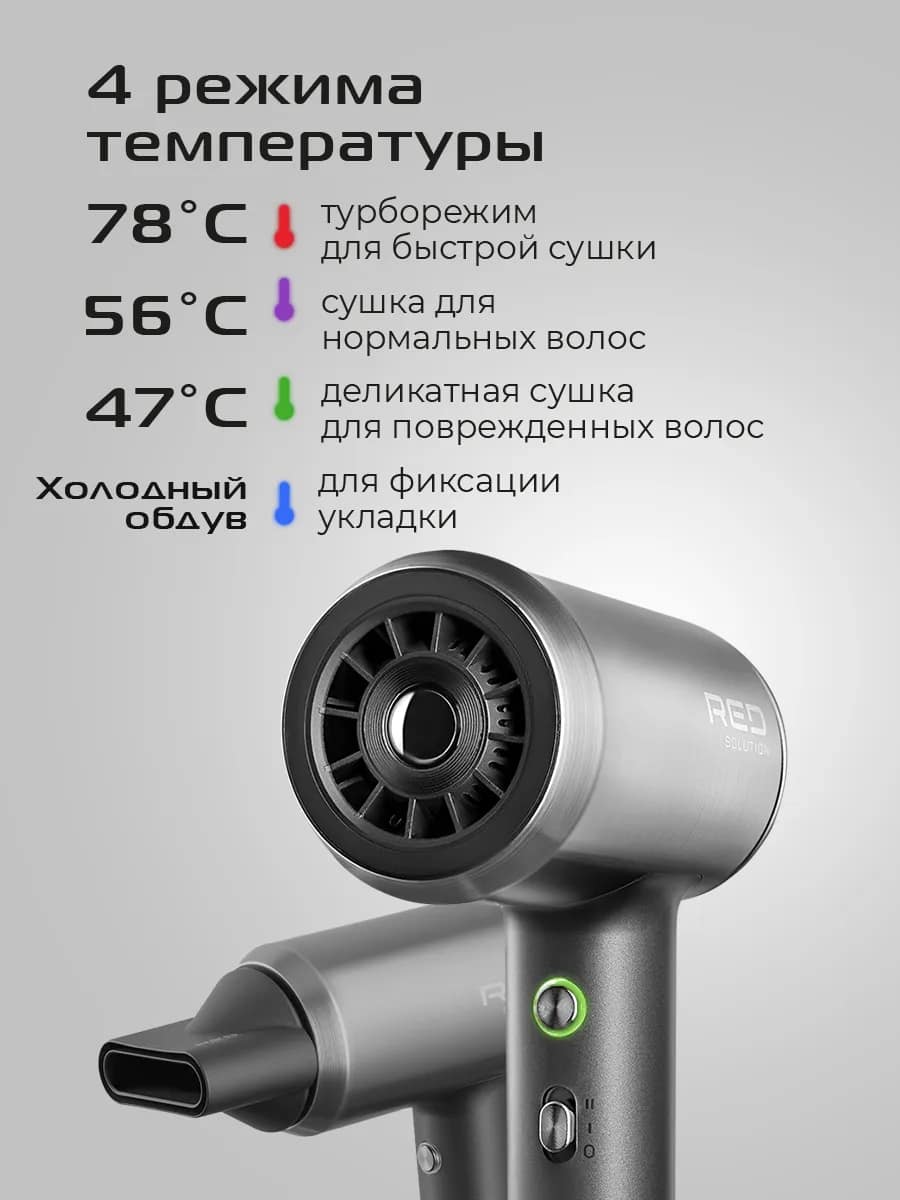 4 режима
температуры
78°C
турборежим
для быстрой сушки
56°C
сушка для
нормальных волос
47°C
деликатная сушка
для поврежденных волос
Холодный
обдув
для фиксации
укладки
RED
SOLUTION
R
II
I
O